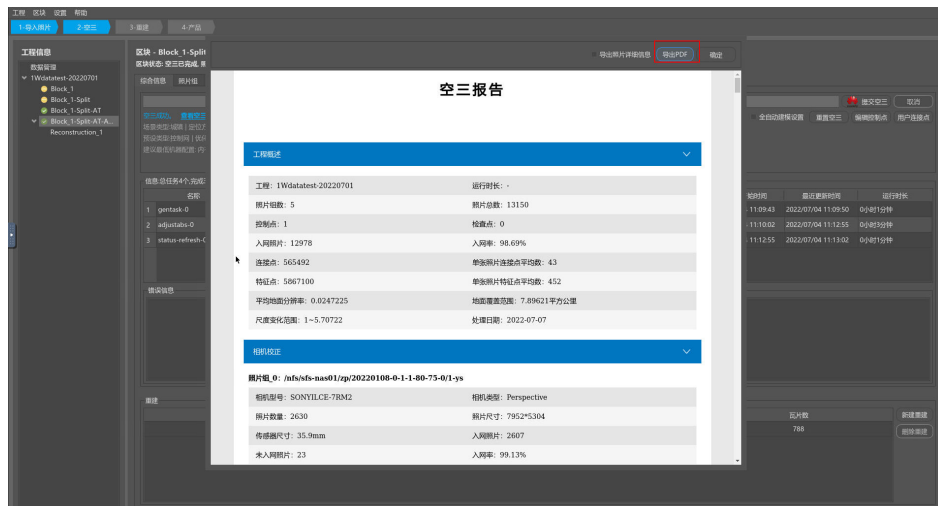 工程 区块 设置 帮助
1-导入照片 2-空三 3-重建 4-产品
工程信息
数据管理
1Wdatatest-20220701
Block_1
Block_1-Split
Block_1-Split-AT
Block_1-Split-AT-A...
Reconstruction_1
区块 - Block_1-Split
区块状态: 空三已完成,
综合信息 照片组
导出照片详细信息 导出PDF 确定
提交空三 取消
全自动建模设置 重置空三 编辑控制点 用户连接点
信息:总任务4个,完成
名称
始时间 最近更新时间 运行时长
1 gentask-0 11:09:43 2022/07/04 11:09:50 0小时1分钟
2 adjustabs-0 11:10:02 2022/07/04 11:12:55 0小时3分钟
3 status-refresh-0 11:12:55 2022/07/04 11:13:02 0小时1分钟
错误信息
重建
瓦片数
788
新建重建
删除重建
空三报告
工程概述
工程: 1Wdatatest-20220701 运行时长: -
照片组数: 5 照片总数: 13150
控制点: 1 检查点: 0
入网照片: 12978 入网率: 98.69%
连接点: 565492 单张照片连接点平均数: 43
特征点: 5867100 单张照片特征点平均数: 452
平均地面分辨率: 0.0247225 地面覆盖范围: 7.89621平方公里
尺度变化范围: 1~5.70722 处理日期: 2022-07-07
相机校正
照片组_0: /nfs/sfs-nas01/zp/20220108-0-1-1-80-75-0/1-ys
相机型号: SONYILCE-7RM2 相机类型: Perspective
照片数量: 2630 照片尺寸: 7952*5304
传感器尺寸: 35.9mm 入网照片: 2607
未入网照片: 23 入网率: 99.13%